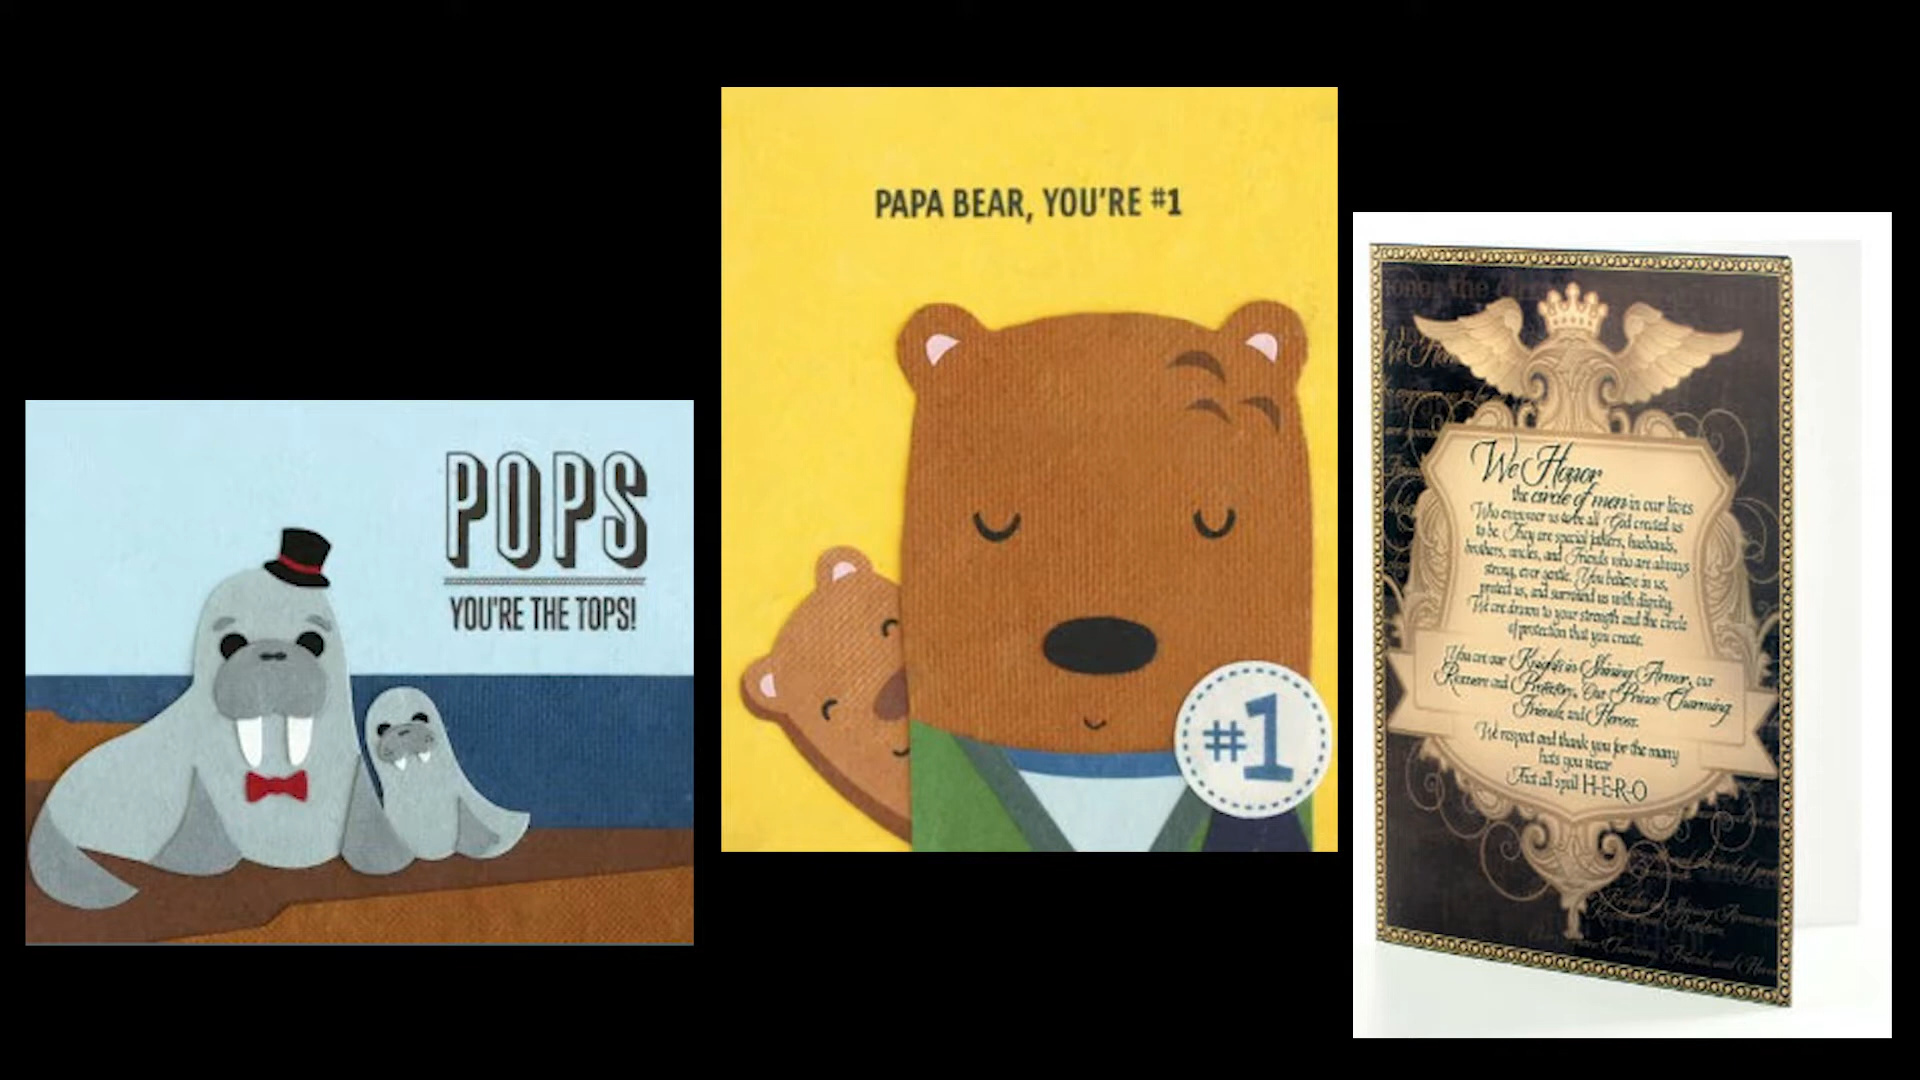 POPS
YOU'RE THE TOPS!
PAPA BEAR, YOU'RE #1
#1
We Honor
the circle of men in our lives
Who empower us to be all God created us
to be. They are special fathers, husbands,
brothers, uncles, and Friends who are always
strong, ever gentle. You believe in us,
protect us, and surround us with dignity.
We are drawn to your strength and the circle
of protection that you create.
You are our Knights in Shining Armor, our
Rescuers and Protectors, Our Prince Charming
Friends, and Heroes.
We respect and thank you for the many
hats you wear
That all spell H-E-R-O